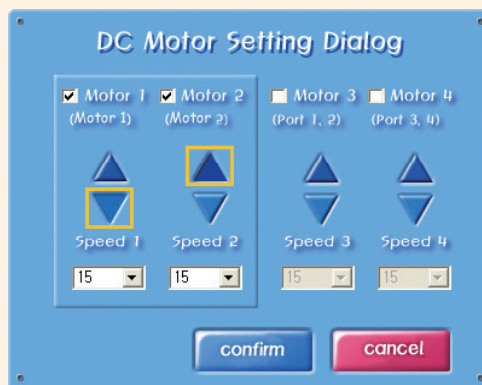 DC Motor Setting Dialog
Motor 1 Motor 2 Motor 3 Motor 4
(Motor 1) (Motor 2) (Port 1, 2) (Port 3, 4)
Speed 1 Speed 2 Speed 3 Speed 4
15 15 15 15
confirm cancel